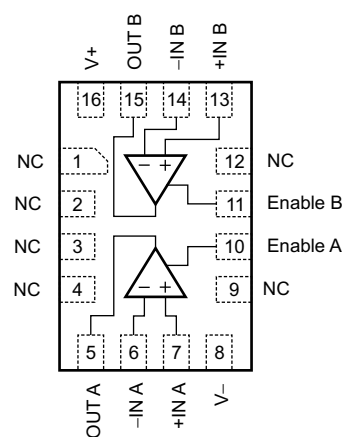 V+
OUT B
−IN B
+IN B
16
15
14
13
− +
NC
1
12
NC
NC
2
11
Enable B
NC
3
10
Enable A
NC
4
9
NC
− +
5
6
7
8
OUT A
−IN A
+IN A
V−